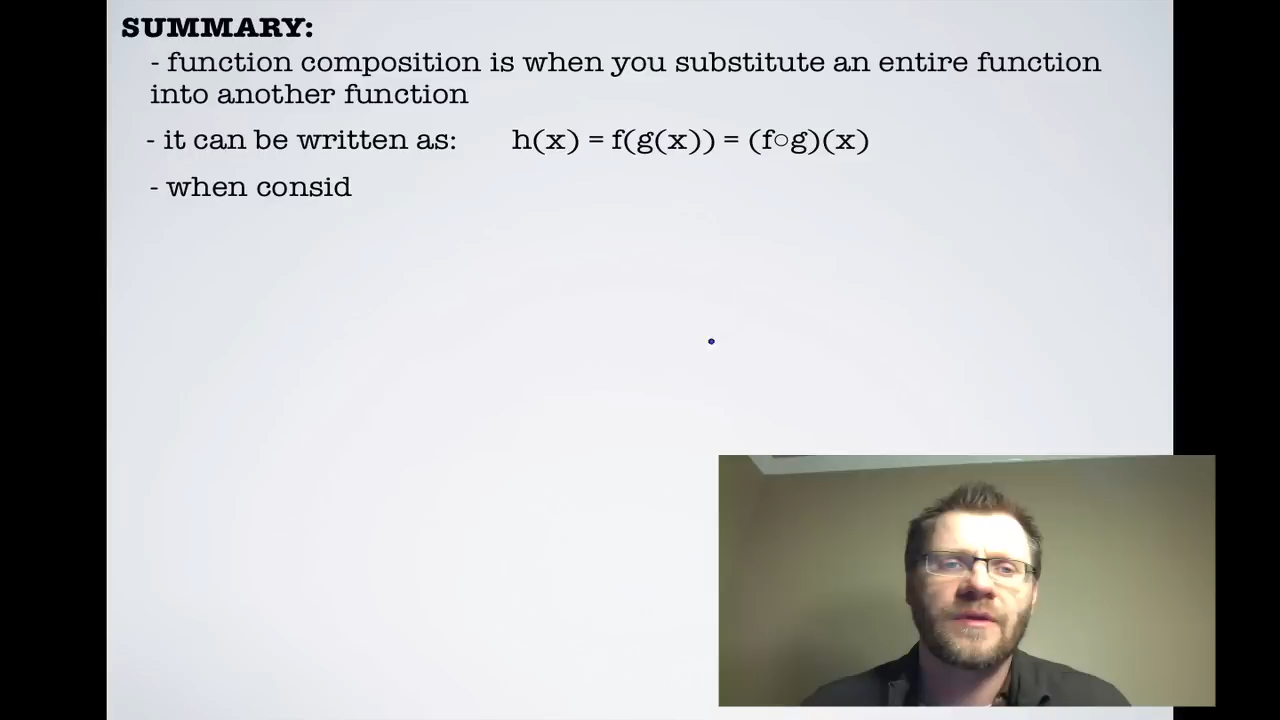 SUMMARY:
- function composition is when you substitute an entire function
into another function
- it can be written as: h(x) = f(g(x)) = (f○g)(x)
- when consid